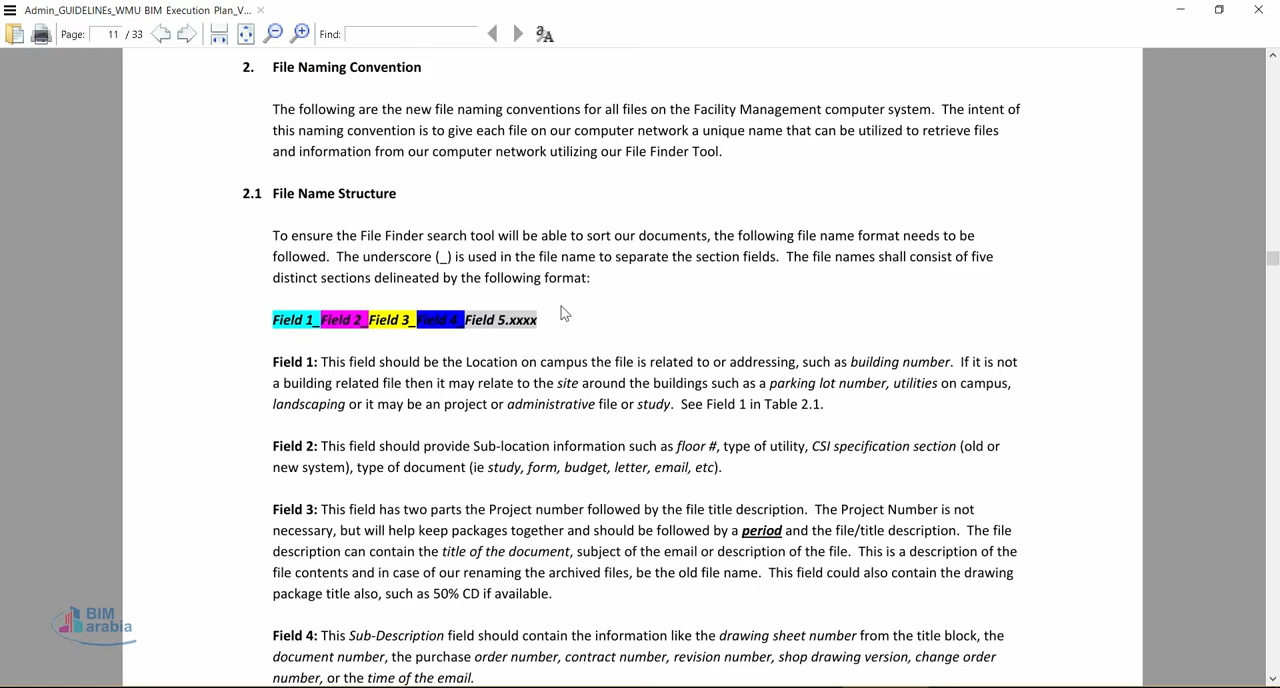 Admin_GUIDELINEs_WMU BIM Execution Plan_V...
Page: 11 / 33 Find:
2. File Naming Convention
The following are the new file naming conventions for all files on the Facility Management computer system. The intent of
this naming convention is to give each file on our computer network a unique name that can be utilized to retrieve files
and information from our computer network utilizing our File Finder Tool.
2.1 File Name Structure
To ensure the File Finder search tool will be able to sort our documents, the following file name format needs to be
followed. The underscore (_) is used in the file name to separate the section fields. The file names shall consist of five
distinct sections delineated by the following format:
Field 1_Field 2_Field 3_Field 4_Field 5.xxxx
Field 1: This field should be the Location on campus the file is related to or addressing, such as building number. If it is not
a building related file then it may relate to the site around the buildings such as a parking lot number, utilities on campus,
landscaping or it may be an project or administrative file or study. See Field 1 in Table 2.1.
Field 2: This field should provide Sub-location information such as floor #, type of utility, CSI specification section (old or
new system), type of document (ie study, form, budget, letter, email, etc).
Field 3: This field has two parts the Project number followed by the file title description. The Project Number is not
necessary, but will help keep packages together and should be followed by a period and the file/title description. The file
description can contain the title of the document, subject of the email or description of the file. This is a description of the
file contents and in case of our renaming the archived files, be the old file name. This field could also contain the drawing
package title also, such as 50% CD if available.
BIM
arabia
Field 4: This Sub-Description field should contain the information like the drawing sheet number from the title block, the
document number, the purchase order number, contract number, revision number, shop drawing version, change order
number, or the time of the email.